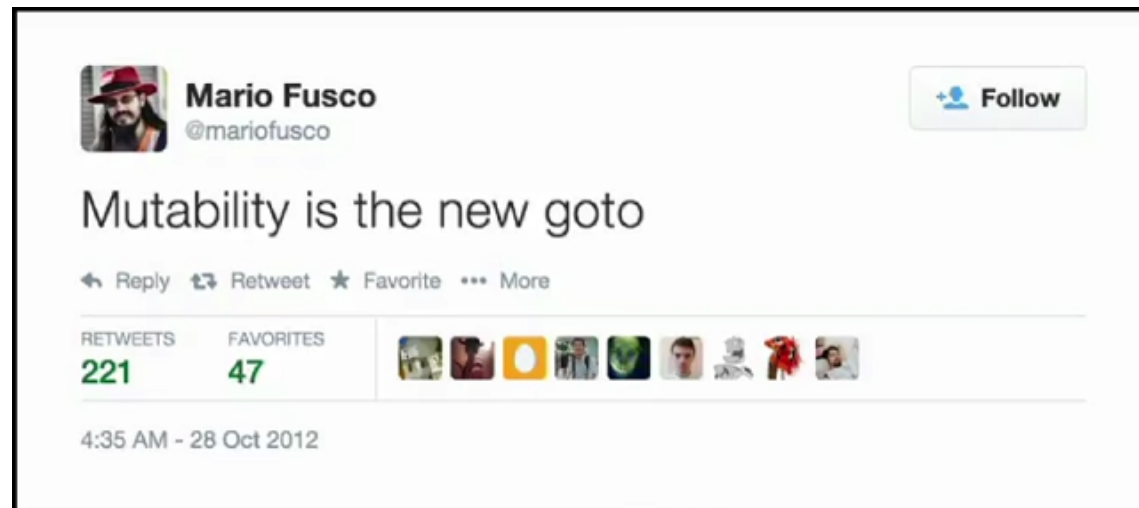 Mario Fusco
@mariofusco
Follow
Mutability is the new goto
Reply Retweet Favorite More
RETWEETS FAVORITES
221 47
4:35 AM - 28 Oct 2012